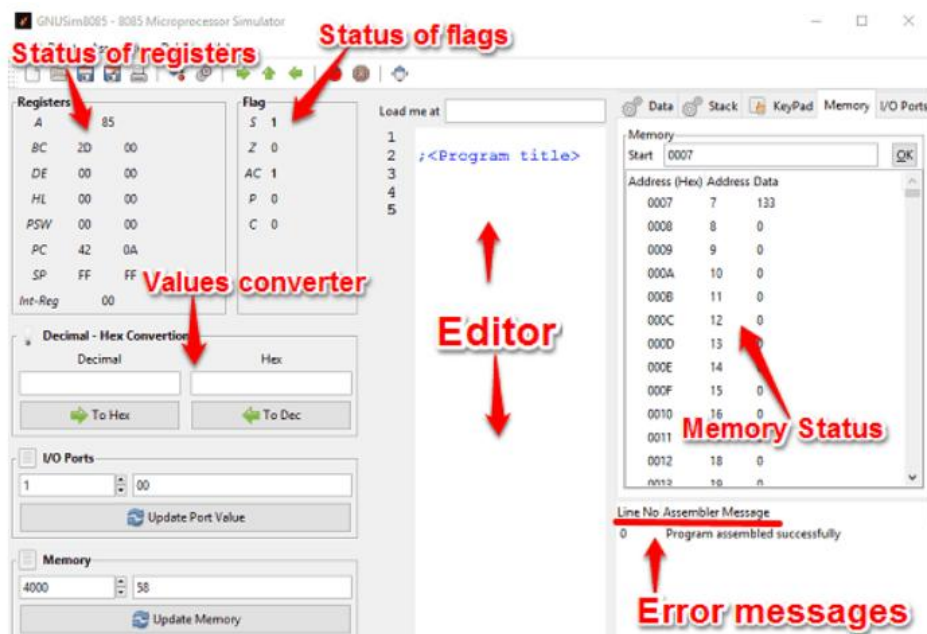 GNUSim8085 - 8085 Microprocessor Simulator
Status of registers
Status of flags
Registers
A 85
BC 2D 00
DE 00 00
HL 00 00
PSW 00 00
PC 42 0A
SP FF FF
Int-Reg 00
Flag
S 1
Z 0
AC 1
P 0
C 0
Values converter
Decimal - Hex Convertion
Decimal Hex
To Hex To Dec
I/O Ports
1 00
Update Port Value
Memory
4000 58
Update Memory
Load me at
1
2 ;<Program title>
3
4
5
Editor
Data Stack KeyPad Memory I/O Ports
Memory
Start 0007 OK
Address (Hex) Address Data
0007 7 133
0008 8 0
0009 9 0
000A 10 0
000B 11 0
000C 12 0
000D 13 0
000E 14 0
000F 15 0
0010 16 0
0011
0012 18 0
0013 19 0
Memory Status
Line No Assembler Message
0 Program assembled successfully
Error messages